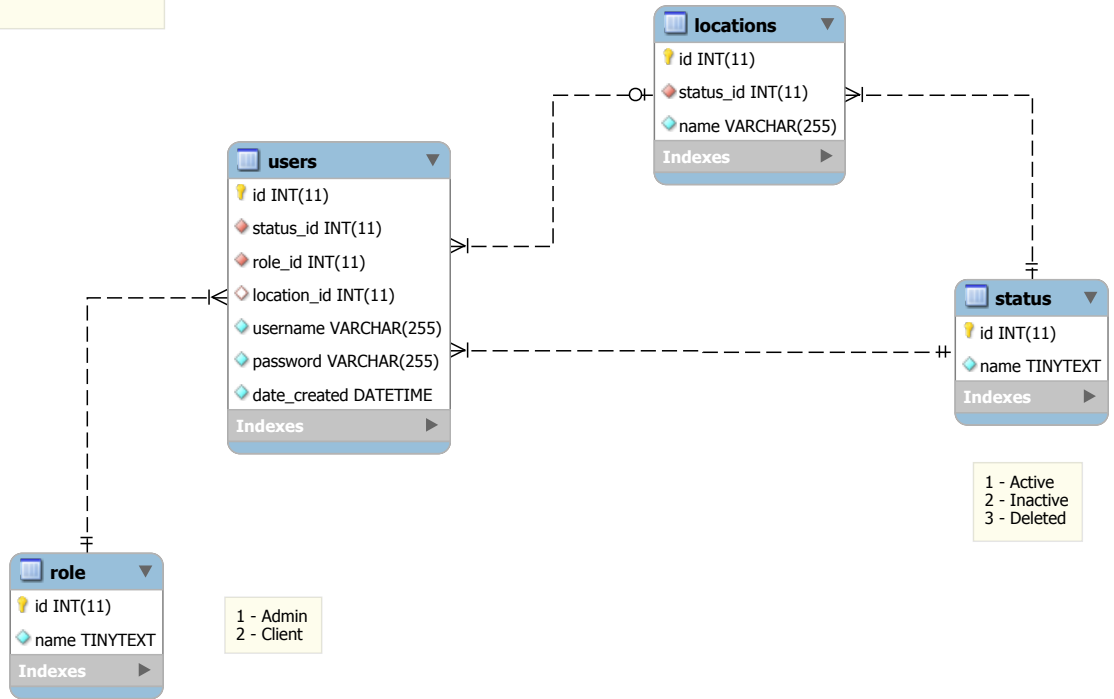 locations
id INT(11)
status_id INT(11)
name VARCHAR(255)
Indexes
users
id INT(11)
status_id INT(11)
role_id INT(11)
location_id INT(11)
username VARCHAR(255)
password VARCHAR(255)
date_created DATETIME
Indexes
status
id INT(11)
name TINYTEXT
Indexes
1 - Active
2 - Inactive
3 - Deleted
role
id INT(11)
name TINYTEXT
Indexes
1 - Admin
2 - Client